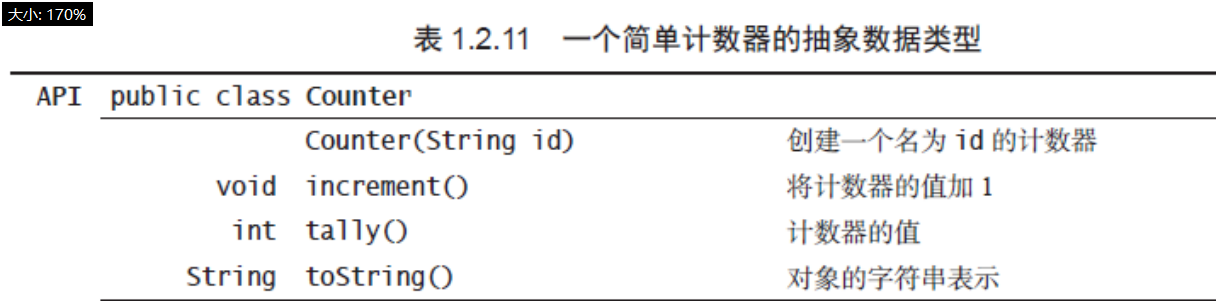 大小: 170%
表 1.2.11 一个简单计数器的抽象数据类型
API public class Counter
Counter(String id) 创建一个名为 id 的计数器
void increment() 将计数器的值加 1
int tally() 计数器的值
String toString() 对象的字符串表示